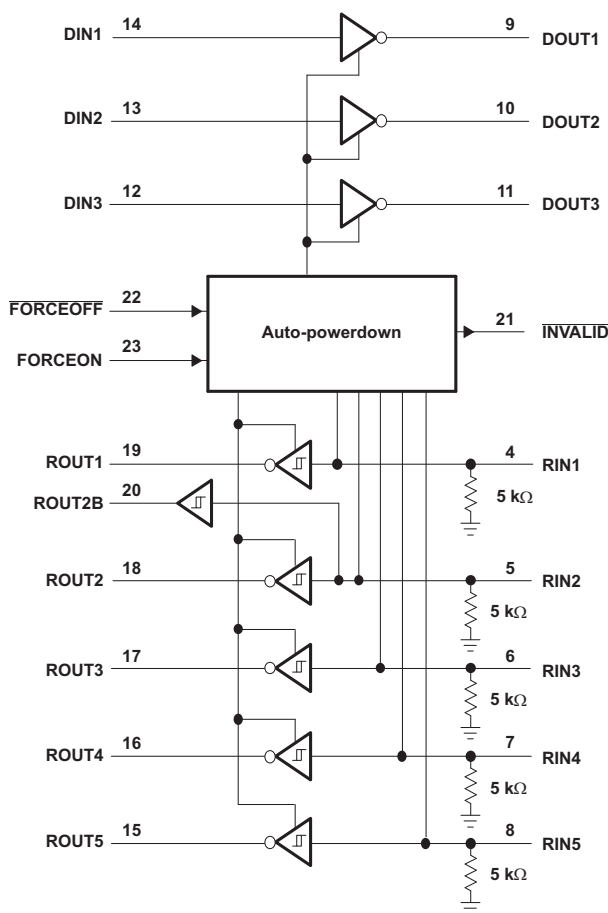 DIN1 14 9 DOUT1
DIN2 13 10 DOUT2
DIN3 12 11 DOUT3
FORCEOFF 22
Auto-powerdown
21 INVALID
FORCEON 23
ROUT1 19 4 RIN1
ROUT2B 20 5 kΩ
ROUT2 18 5 RIN2
5 kΩ
ROUT3 17 6 RIN3
5 kΩ
ROUT4 16 7 RIN4
5 kΩ
ROUT5 15 8 RIN5
5 kΩ